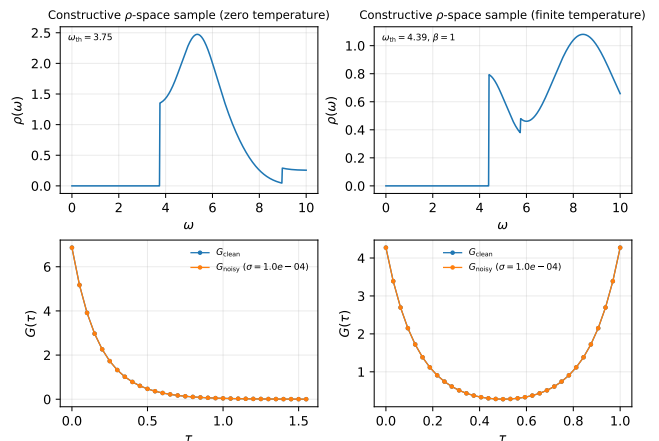 Constructive ρ-space sample (zero temperature)
ω_th = 3.75
ρ(ω)
2.5
2.0
1.5
1.0
0.5
0.0
0 2 4 6 8 10
ω
Constructive ρ-space sample (finite temperature)
ω_th = 4.39, β = 1
ρ(ω)
1.0
0.8
0.6
0.4
0.2
0.0
0 2 4 6 8 10
ω
G_clean
G_noisy (σ = 1.0e − 04)
G(τ)
6
4
2
0
0.0 0.5 1.0 1.5
τ
G_clean
G_noisy (σ = 1.0e − 04)
G(τ)
4
3
2
1
0.0 0.2 0.4 0.6 0.8 1.0
τ